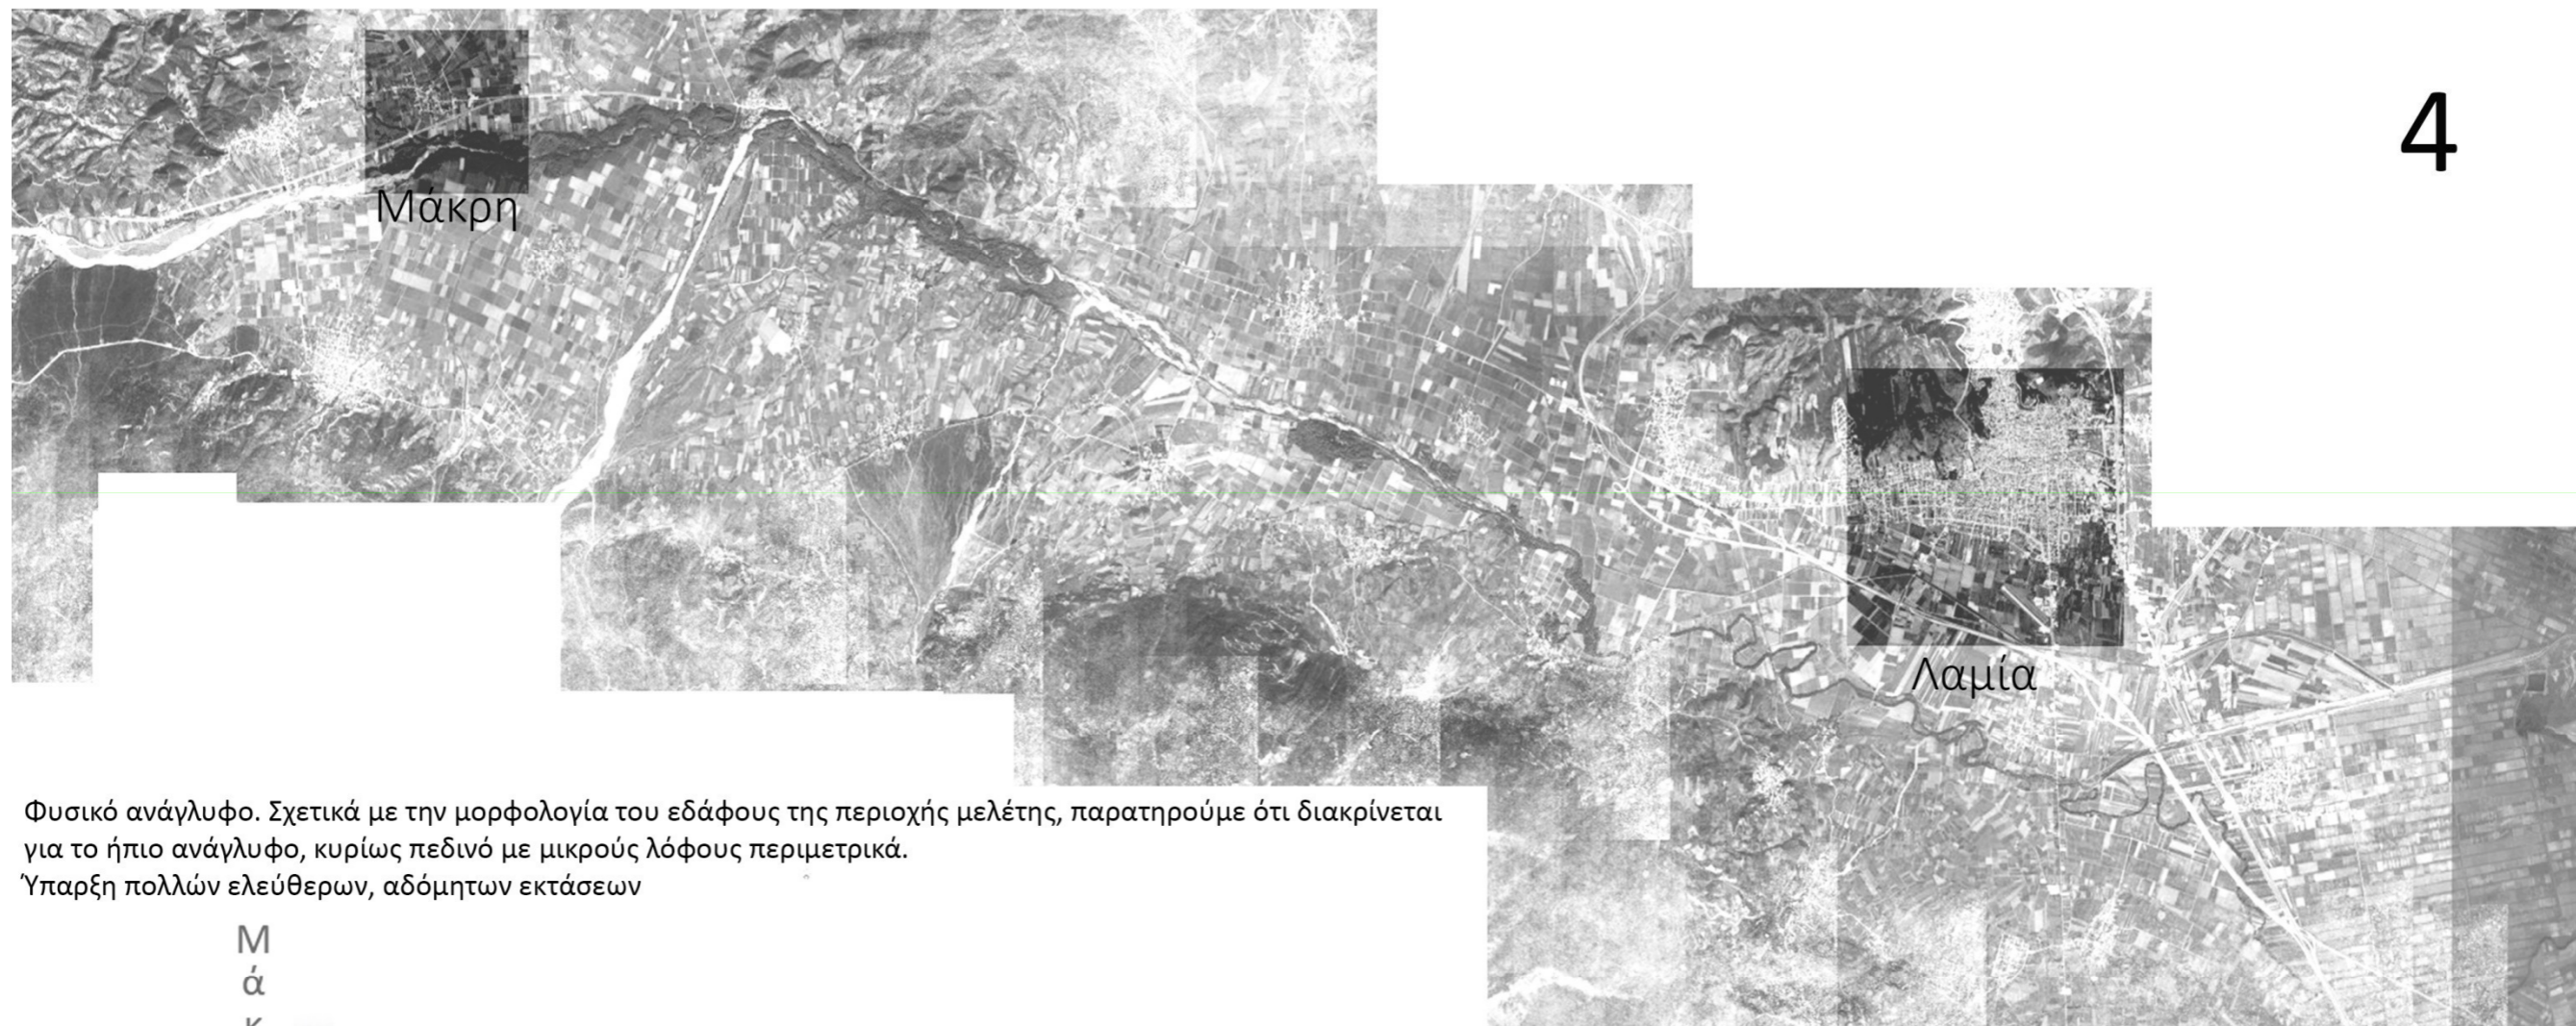 4
Μάκρη
Λαμία
Φυσικό ανάγλυφο. Σχετικά με την μορφολογία του εδάφους της περιοχής μελέτης, παρατηρούμε ότι διακρίνεται
για το ήπιο ανάγλυφο, κυρίως πεδινό με μικρούς λόφους περιμετρικά.
Ύπαρξη πολλών ελεύθερων, αδόμητων εκτάσεων
Μ
ά
κ